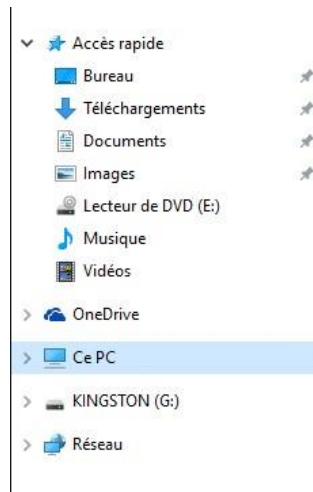 Accès rapide
Bureau
Téléchargements
Documents
Images
Lecteur de DVD (E:)
Musique
Vidéos
OneDrive
Ce PC
KINGSTON (G:)
Réseau